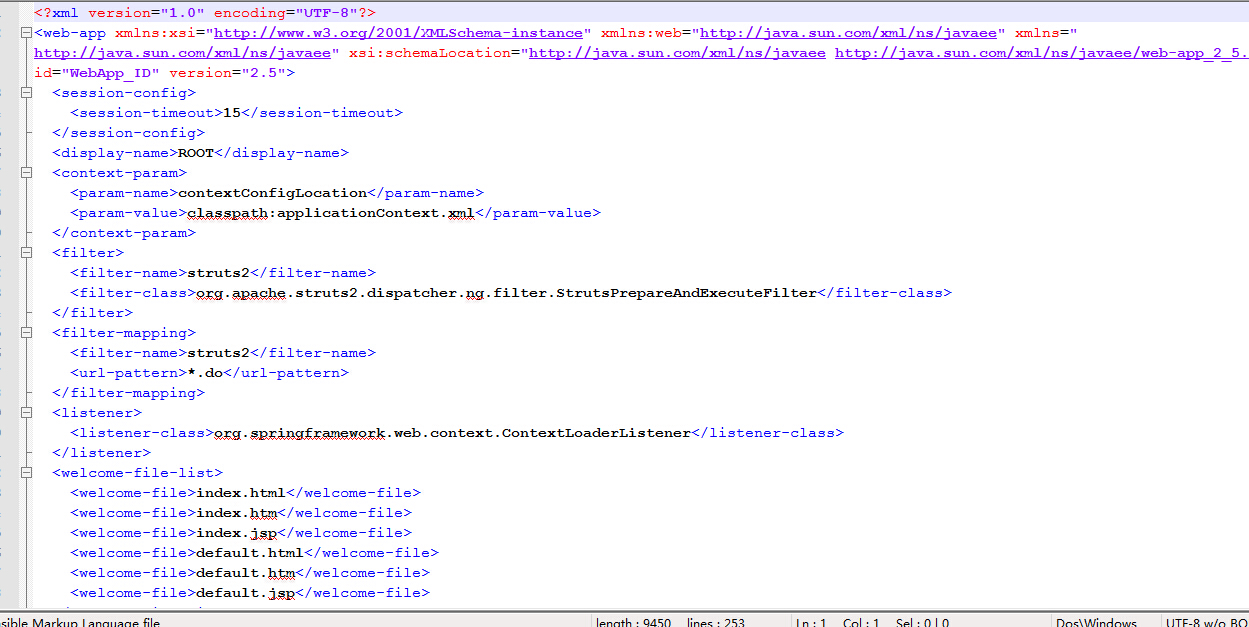 <?xml version="1.0" encoding="UTF-8"?>
<web-app xmlns:xsi="http://www.w3.org/2001/XMLSchema-instance" xmlns:web="http://java.sun.com/xml/ns/javaee" xmlns="
http://java.sun.com/xml/ns/javaee" xsi:schemaLocation="http://java.sun.com/xml/ns/javaee http://java.sun.com/xml/ns/javaee/web-app_2_5.
id="WebApp_ID" version="2.5">
<session-config>
<session-timeout>15</session-timeout>
</session-config>
<display-name>ROOT</display-name>
<context-param>
<param-name>contextConfigLocation</param-name>
<param-value>classpath:applicationContext.xml</param-value>
</context-param>
<filter>
<filter-name>struts2</filter-name>
<filter-class>org.apache.struts2.dispatcher.ng.filter.StrutsPrepareAndExecuteFilter</filter-class>
</filter>
<filter-mapping>
<filter-name>struts2</filter-name>
<url-pattern>*.do</url-pattern>
</filter-mapping>
<listener>
<listener-class>org.springframework.web.context.ContextLoaderListener</listener-class>
</listener>
<welcome-file-list>
<welcome-file>index.html</welcome-file>
<welcome-file>index.htm</welcome-file>
<welcome-file>index.jsp</welcome-file>
<welcome-file>default.html</welcome-file>
<welcome-file>default.htm</welcome-file>
<welcome-file>default.jsp</welcome-file>
nsible Markup Language file length : 9450 lines : 253 Ln : 1 Col : 1 Sel : 0 | 0 Dos\Windows UTF-8 w/o BO